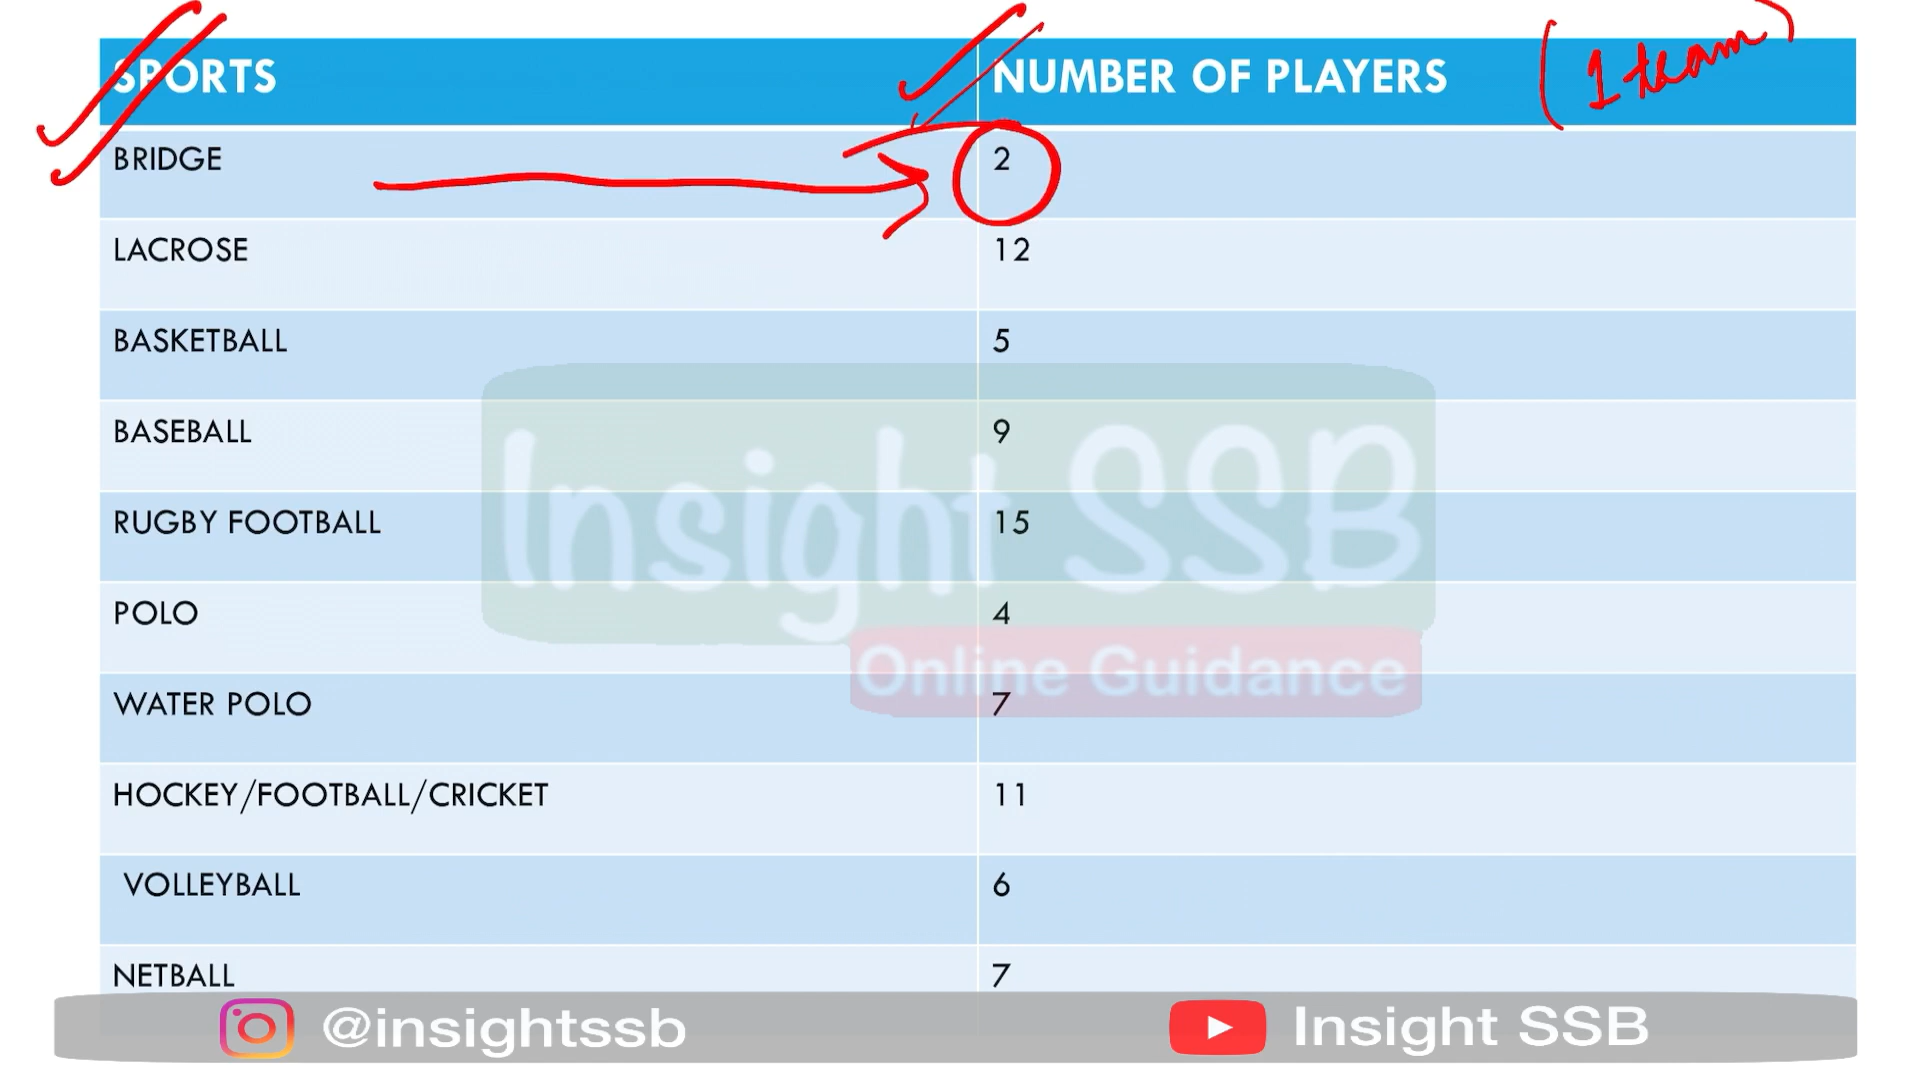 SPORTS NUMBER OF PLAYERS (1 team)
BRIDGE 2
LACROSE 12
BASKETBALL 5
BASEBALL 9
RUGBY FOOTBALL 15
POLO 4
WATER POLO 7
HOCKEY/FOOTBALL/CRICKET 11
VOLLEYBALL 6
NETBALL 7
Insight SSB
Online Guidance
@insightssb Insight SSB